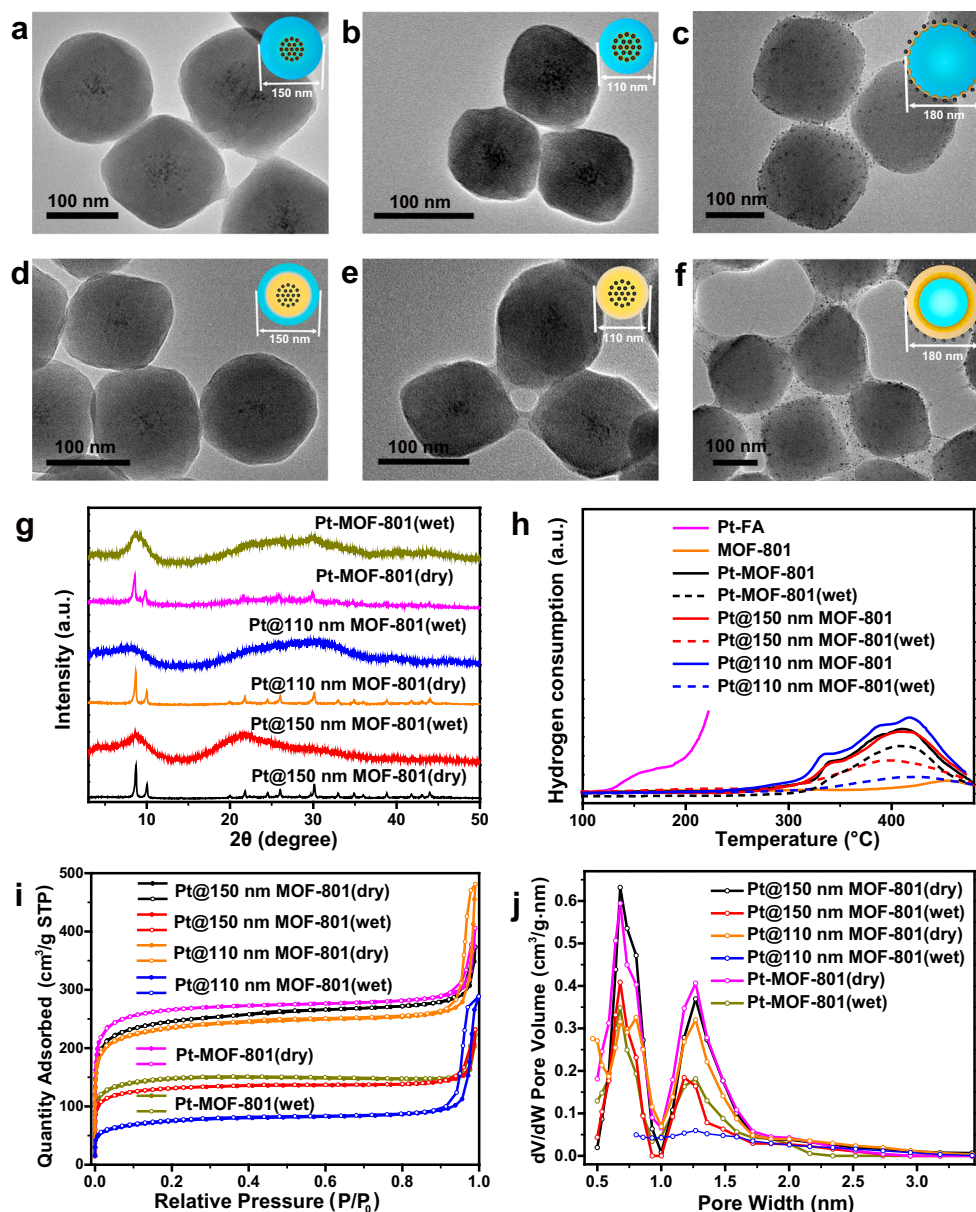 a
150 nm
100 nm
b
110 nm
100 nm
c
180 nm
100 nm
d
150 nm
100 nm
e
110 nm
100 nm
f
180 nm
100 nm
g
Intensity (a.u.)
Pt-MOF-801(wet)
Pt-MOF-801(dry)
Pt@110 nm MOF-801(wet)
Pt@110 nm MOF-801(dry)
Pt@150 nm MOF-801(wet)
Pt@150 nm MOF-801(dry)
10 20 30 40 50
2θ (degree)
h
Hydrogen consumption (a.u.)
Pt-FA
MOF-801
Pt-MOF-801
Pt-MOF-801(wet)
Pt@150 nm MOF-801
Pt@150 nm MOF-801(wet)
Pt@110 nm MOF-801
Pt@110 nm MOF-801(wet)
100 200 300 400
Temperature (°C)
i
Quantity Adsorbed (cm³/g STP)
500
400
300
200
100
0
Pt@150 nm MOF-801(dry)
Pt@150 nm MOF-801(wet)
Pt@110 nm MOF-801(dry)
Pt@110 nm MOF-801(wet)
Pt-MOF-801(dry)
Pt-MOF-801(wet)
0.0 0.2 0.4 0.6 0.8 1.0
Relative Pressure (P/P₀)
j
dV/dW Pore Volume (cm³/g·nm)
0.6
0.5
0.4
0.3
0.2
0.1
0.0
Pt@150 nm MOF-801(dry)
Pt@150 nm MOF-801(wet)
Pt@110 nm MOF-801(dry)
Pt@110 nm MOF-801(wet)
Pt-MOF-801(dry)
Pt-MOF-801(wet)
0.5 1.0 1.5 2.0 2.5 3.0
Pore Width (nm)